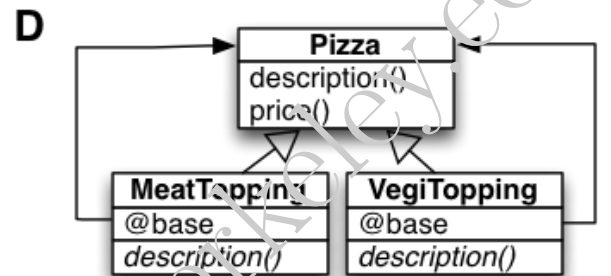 D
Pizza
description()
price()
MeatTopping
VegiTopping
@base
@base
description()
description()